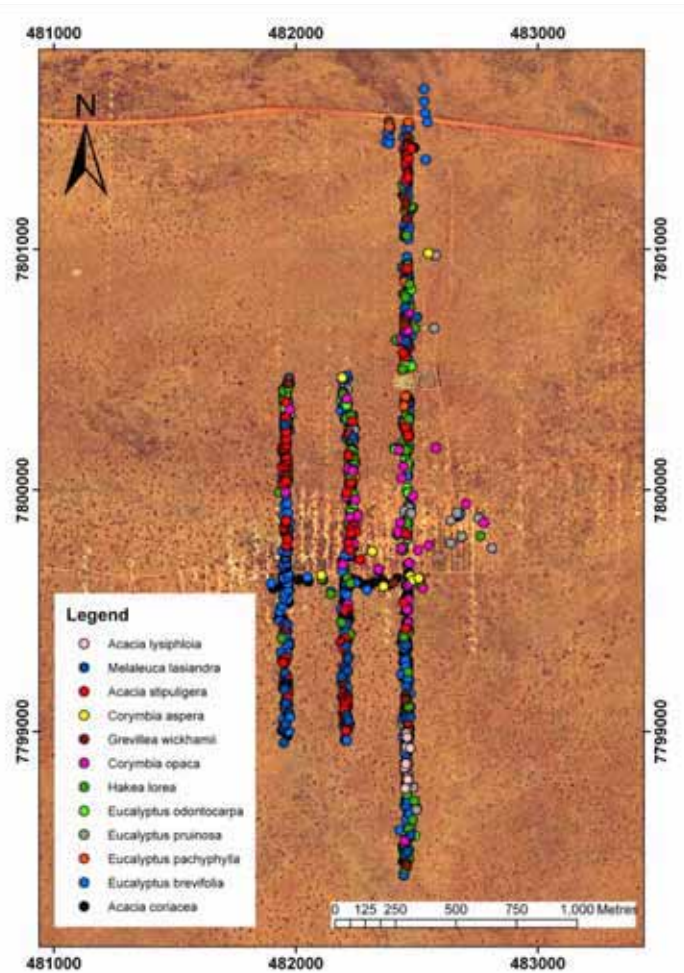 481000 482000 483000
N
7801000 7801000
7800000 7800000
7799000 7799000
Legend
Acacia lysiphloia
Melaleuca lasiandra
Acacia stipuligera
Corymbia aspera
Grevillea wickhamii
Corymbia opaca
Hakea lorea
Eucalyptus odontocarpa
Eucalyptus pruinosa
Eucalyptus pachyphylla
Eucalyptus brevifolia
Acacia coriacea
0 125 250 500 750 1,000 Metres
481000 482000 483000